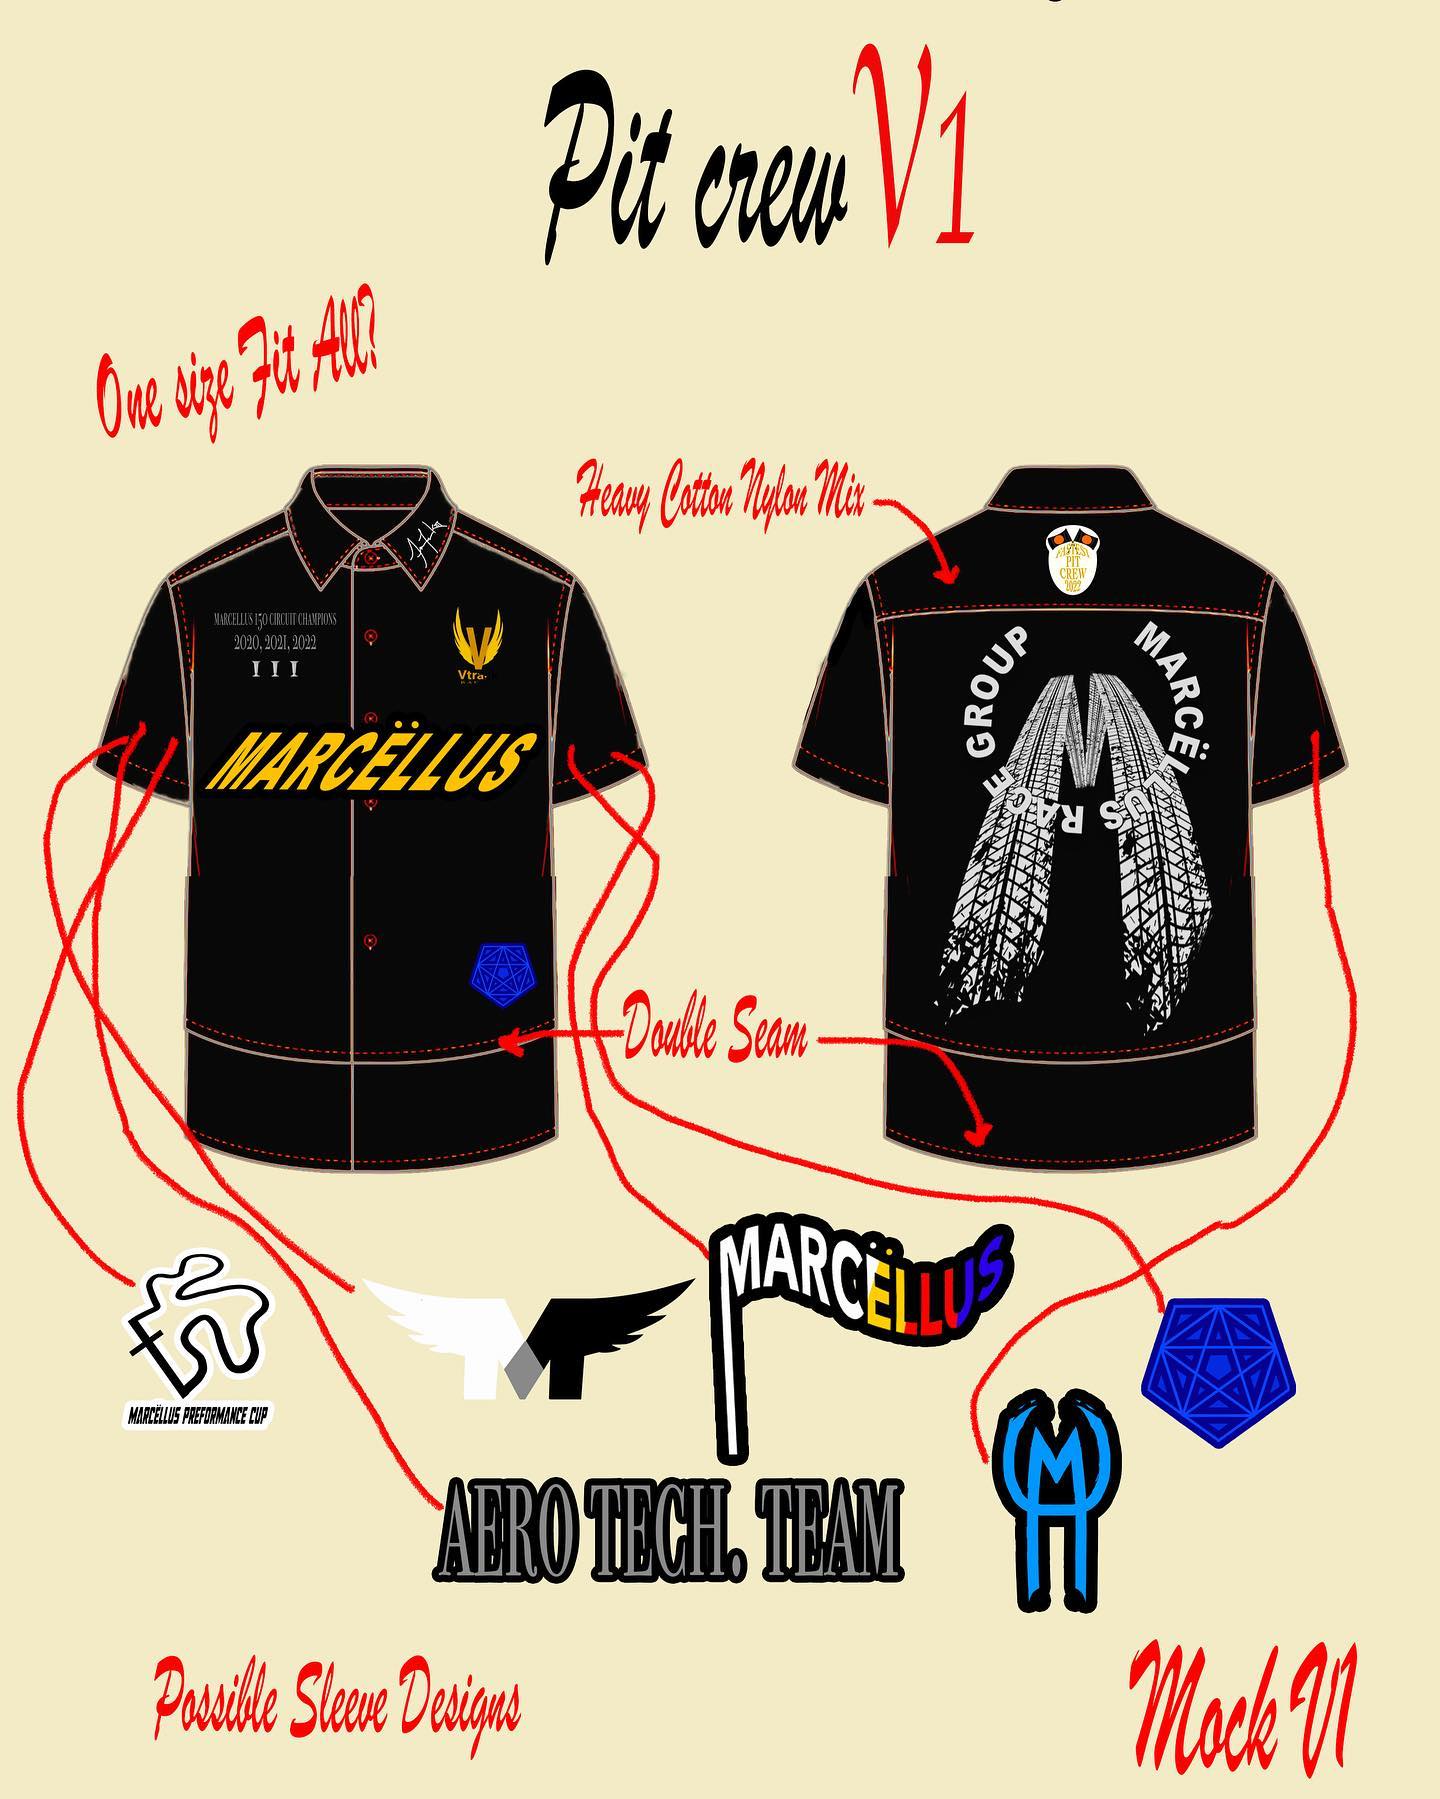 Pit crew V1
One size Fit All?
Heavy Cotton Nylon Mix
MARCELLUS 150 CIRCUIT CHAMPIONS
2020, 2021, 2022
I I I
V
Vtra.
MARCËLLUS
FASTEST
PIT
CREW
2022
MARCËLLUS RACE GROUP
Double Seam
MARCËLLUS
MARCËLLUS PREFORMANCE CUP
M
AERO TECH. TEAM
Possible Sleeve Designs
Mock V1